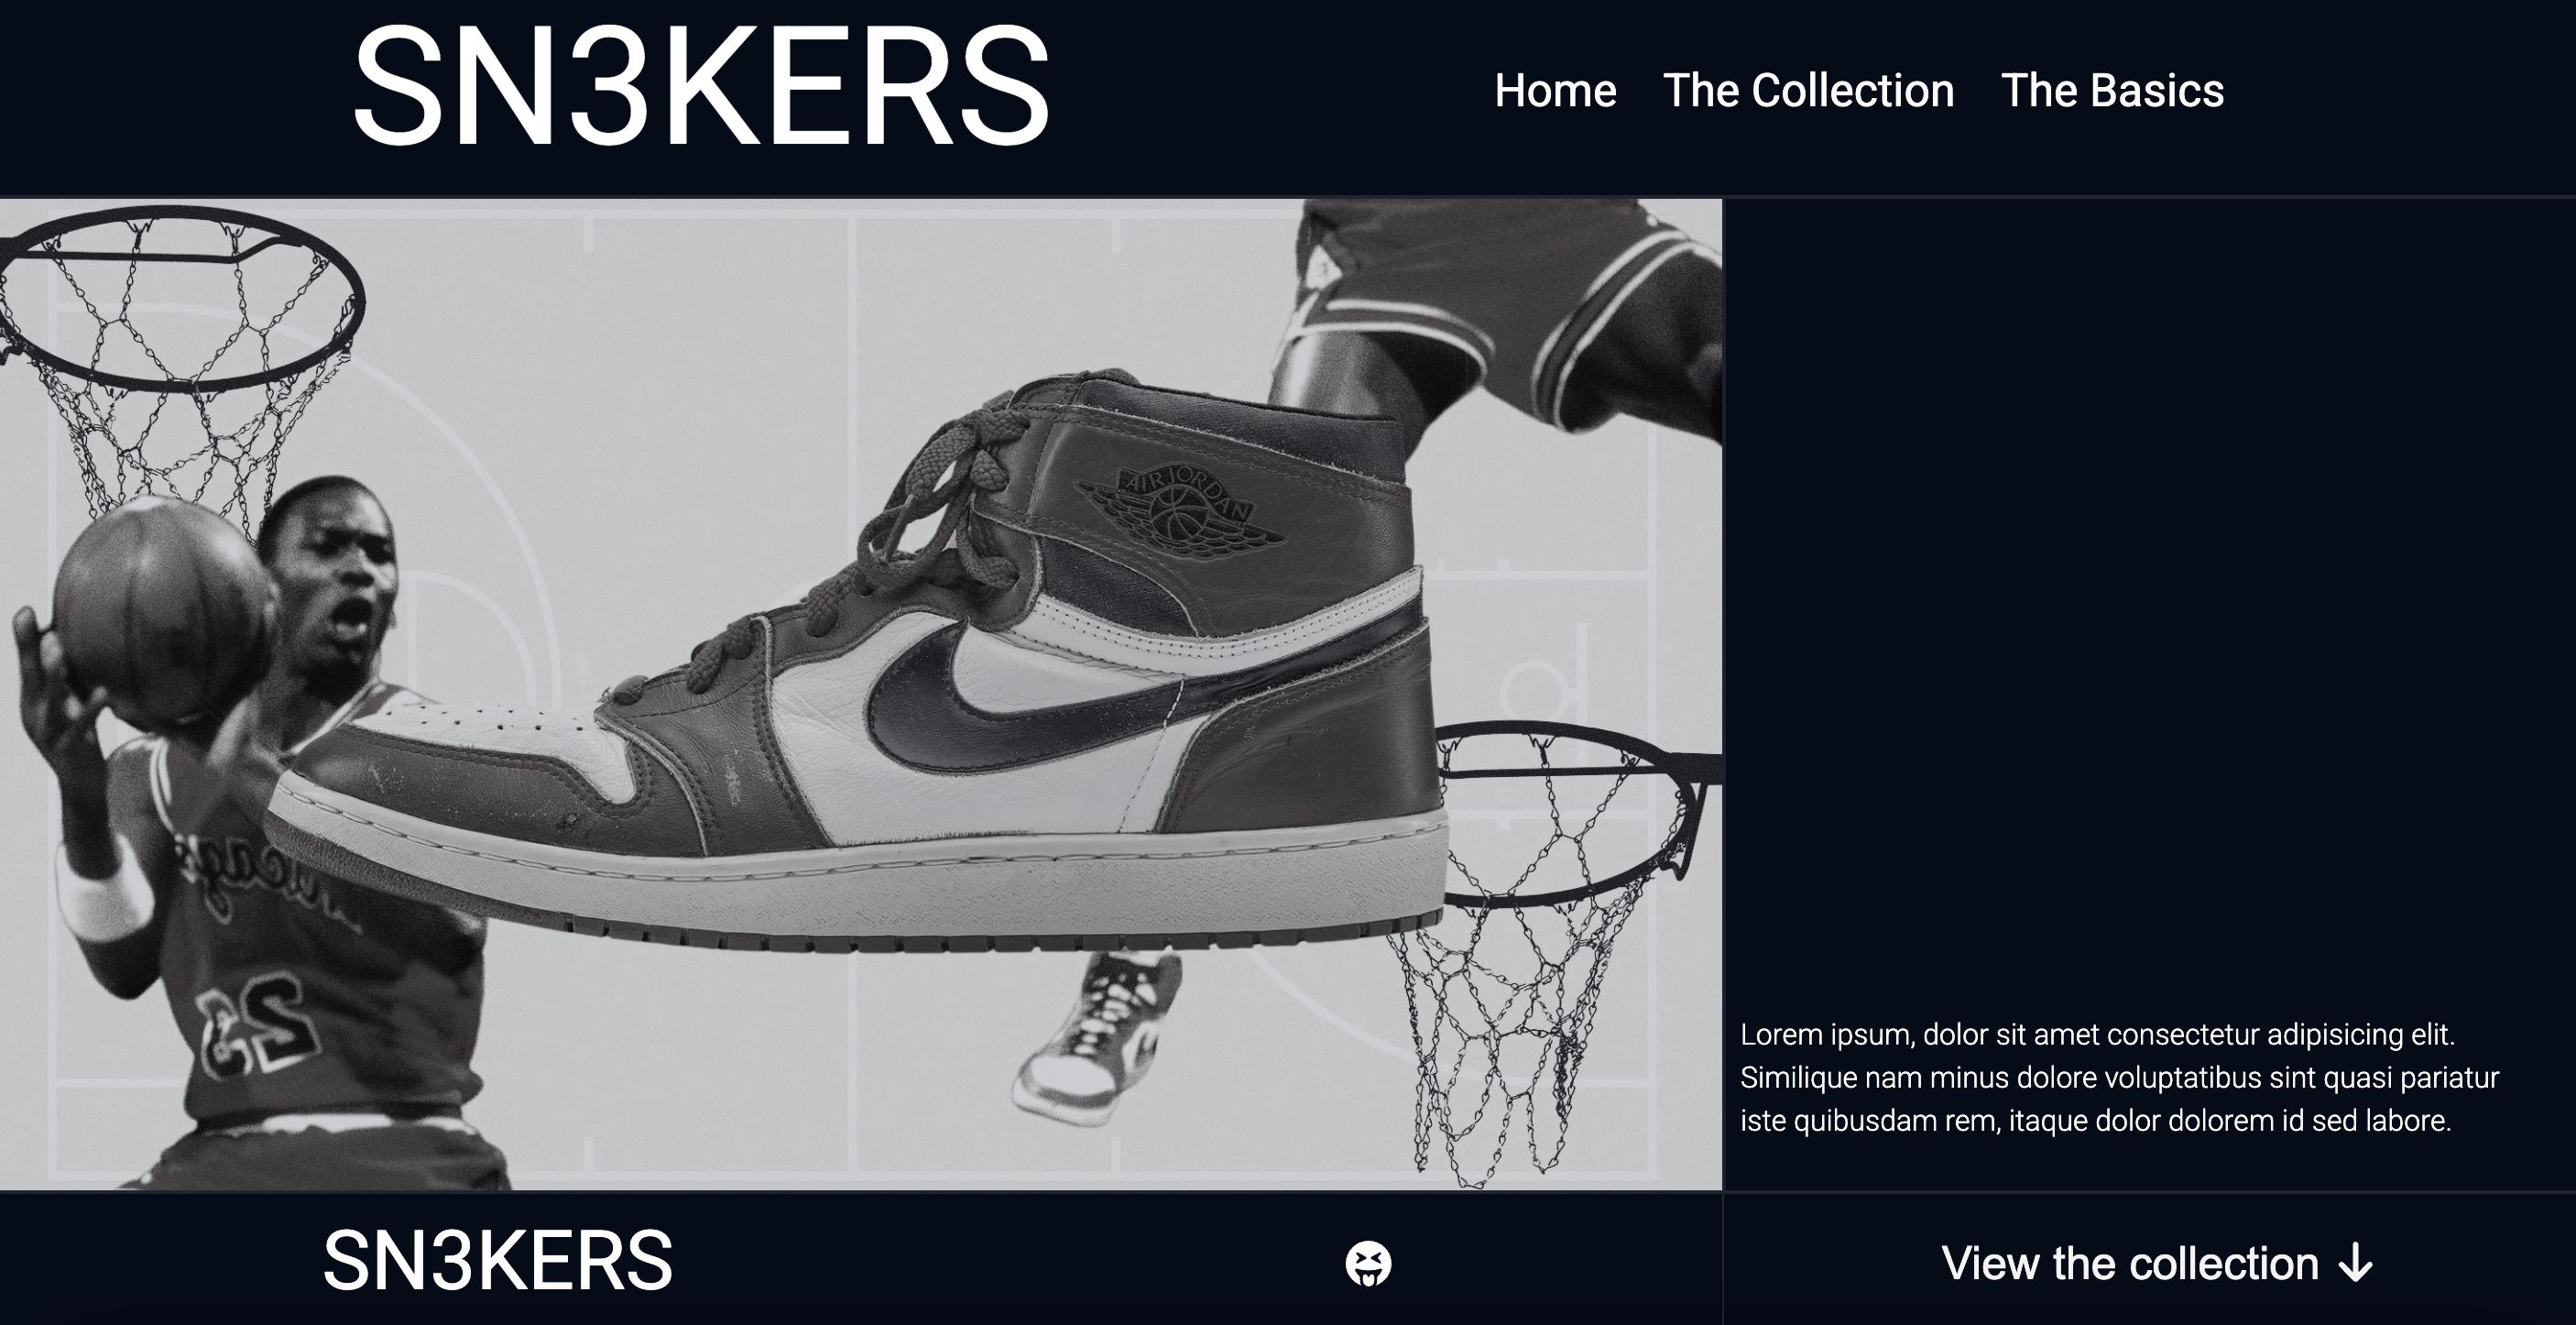 SN3KERS
Home The Collection The Basics
AIR JORDAN
Lorem ipsum, dolor sit amet consectetur adipisicing elit.
Similique nam minus dolore voluptatibus sint quasi pariatur
iste quibusdam rem, itaque dolor dolorem id sed labore.
SN3KERS
View the collection ↓